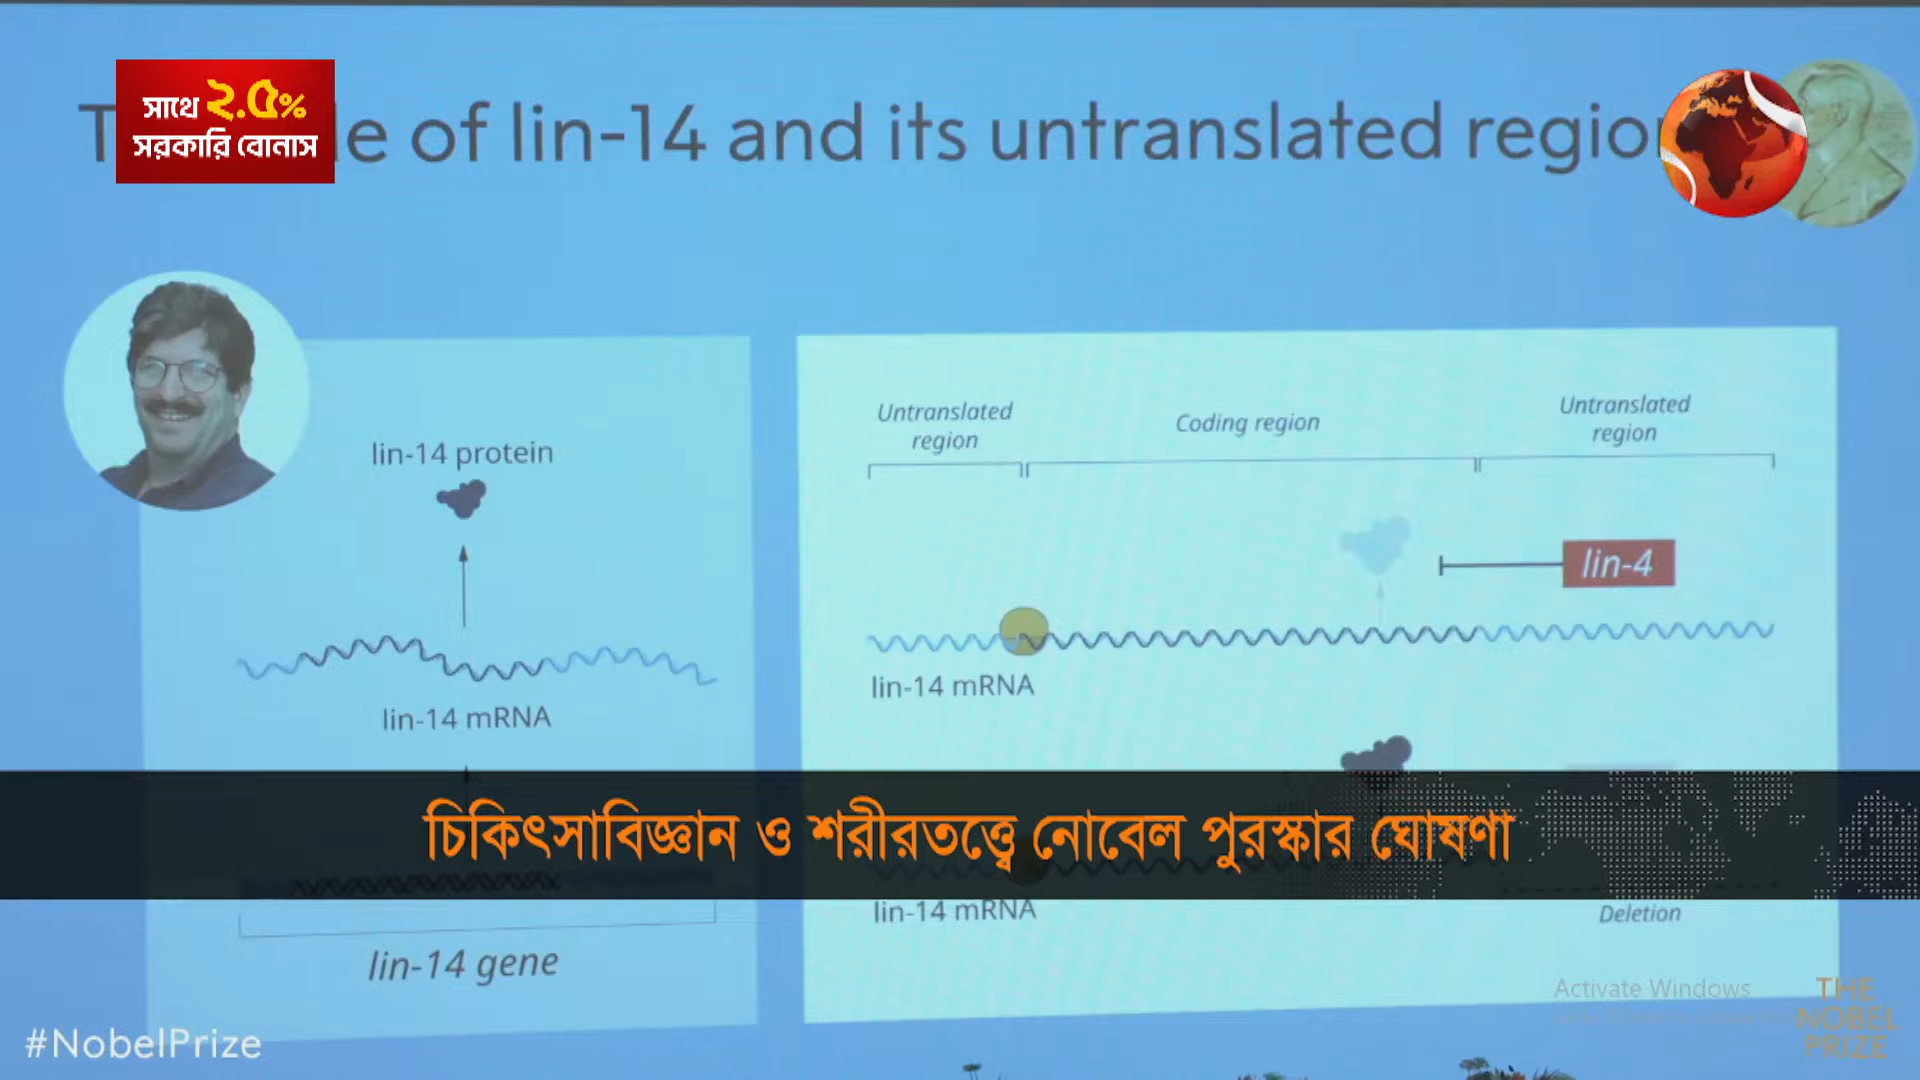 সাথে ২.৫%
সরকারি বোনাস
of lin-14 and its untranslated
lin-14 protein
lin-14 mRNA
lin-14 gene
Untranslated
region
Coding region
Untranslated
region
lin-4
lin-14 mRNA
চিকিৎসাবিজ্ঞান ও শরীরতত্ত্বে নোবেল পুরস্কার ঘোষণা
lin-14 mRNA
Deletion
Activate Windows
#NobelPrize
THE
NOBEL
PRIZE